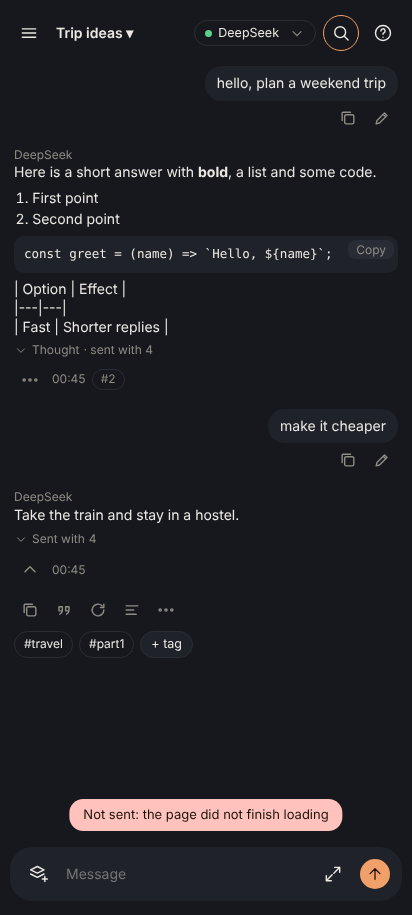 Trip ideas ▾
DeepSeek
hello, plan a weekend trip
DeepSeek
Here is a short answer with bold, a list and some code.
1. First point
2. Second point
const greet = (name) => `Hello, ${name}`;
Copy
| Option | Effect |
|---|---|
| Fast | Shorter replies |
Thought · sent with 4
00:45 #2
make it cheaper
DeepSeek
Take the train and stay in a hostel.
Sent with 4
00:45
#travel #part1 + tag
Not sent: the page did not finish loading
Message